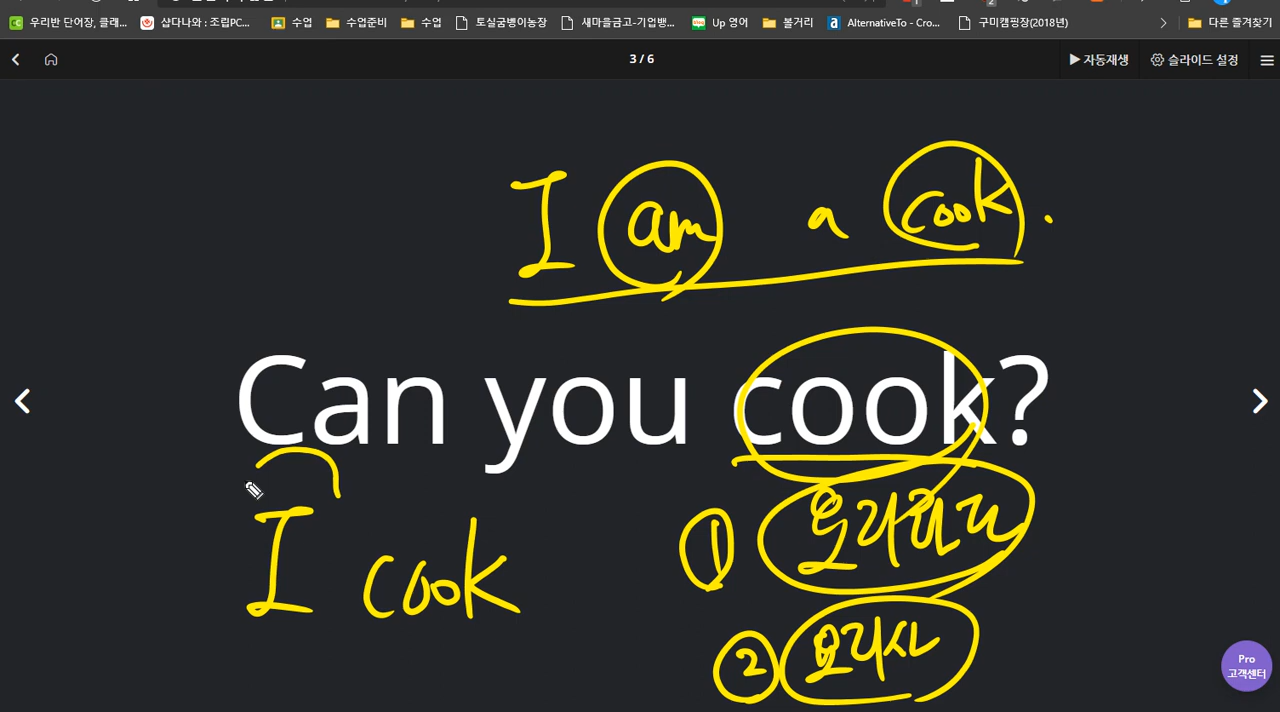 우리반 단어장, 클래... 샵다나와 : 조립PC... 수업 수업준비 수업 토실굼벵이농장 새마을금고-기업뱅... Up 영어 볼거리 AlternativeTo - Cro... 구미캠핑장(2018년) 다른 즐겨찾기
3 / 6 자동재생 슬라이드 설정
I am a cook.
Can you cook?
① 요리하다
I cook
② 요리사
Pro
고객센터